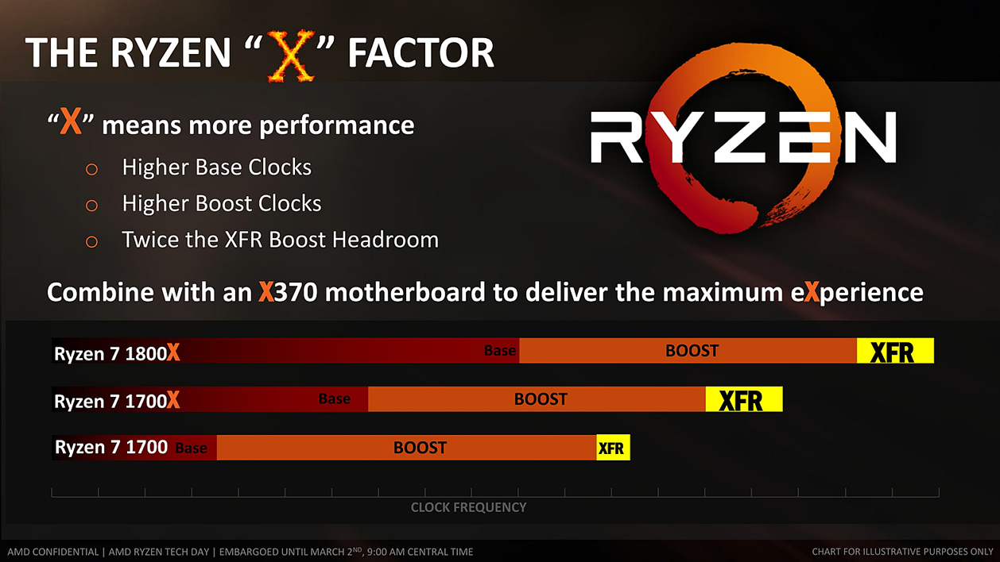 THE RYZEN “X” FACTOR
RYZEN
“X” means more performance
o Higher Base Clocks
o Higher Boost Clocks
o Twice the XFR Boost Headroom
Combine with an X370 motherboard to deliver the maximum eXperience
Ryzen 7 1800X Base BOOST XFR
Ryzen 7 1700X Base BOOST XFR
Ryzen 7 1700 Base BOOST XFR
CLOCK FREQUENCY
AMD CONFIDENTIAL | AMD RYZEN TECH DAY | EMBARGOED UNTIL MARCH 2ND, 9:00 AM CENTRAL TIME
CHART FOR ILLUSTRATIVE PURPOSES ONLY